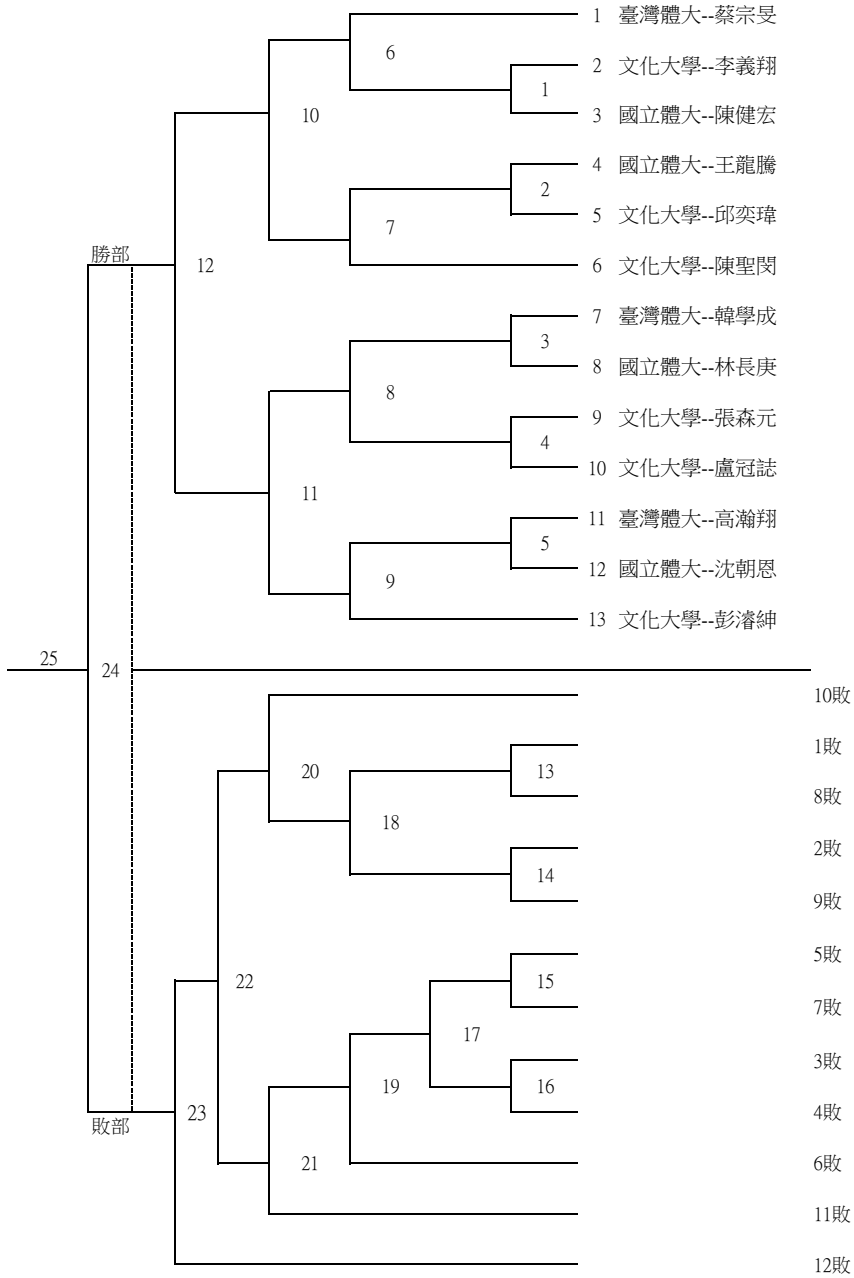 1 臺灣體大--蔡宗旻
6
2 文化大學--李義翔
1
10
3 國立體大--陳健宏
4 國立體大--王龍騰
2
7
5 文化大學--邱奕瑋
勝部
12
6 文化大學--陳聖閔
7 臺灣體大--韓學成
3
8 國立體大--林長庚
8
9 文化大學--張森元
4
10 文化大學--盧冠誌
11
11 臺灣體大--高瀚翔
5
9
12 國立體大--沈朝恩
13 文化大學--彭濬紳
25
24
10敗
1敗
20
13
8敗
18
2敗
14
9敗
5敗
22
15
7敗
17
3敗
19
16
23
4敗
敗部
21
6敗
11敗
12敗